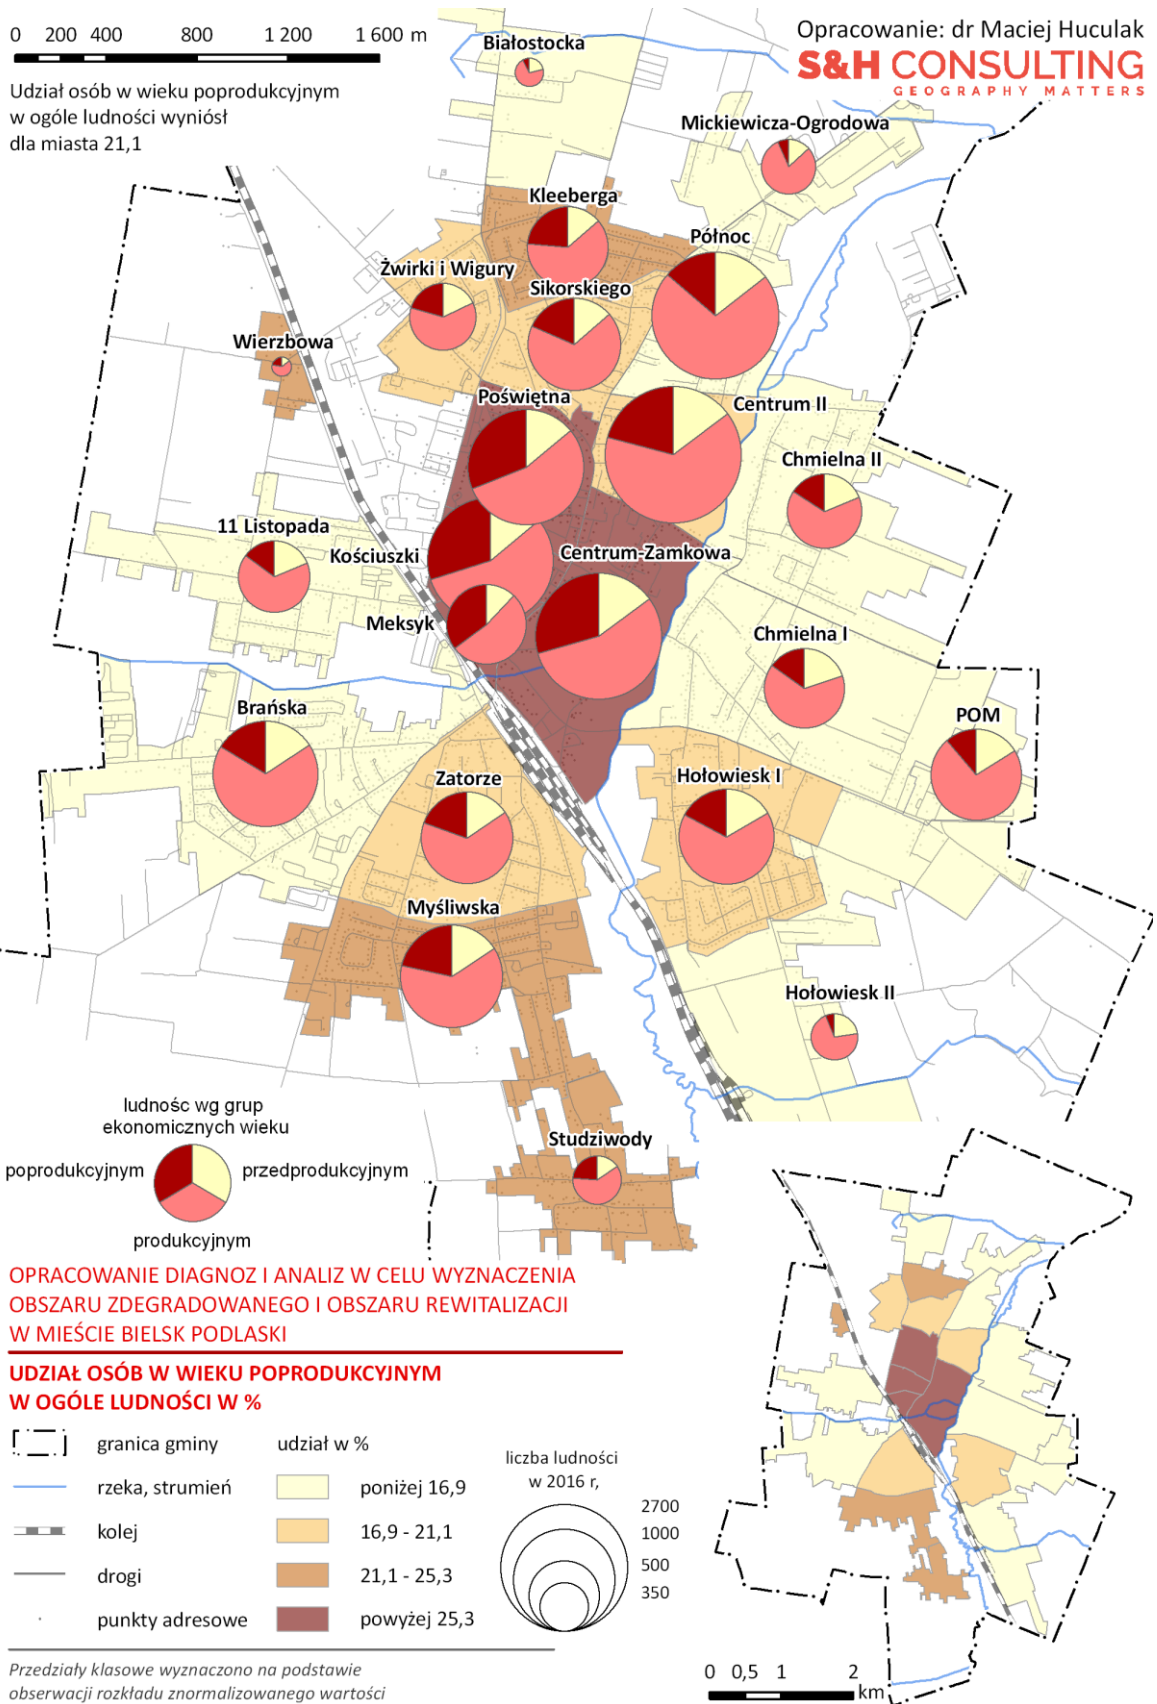 0 200 400 800 1 200 1 600 m
Udział osób w wieku poprodukcyjnym
w ogóle ludności wyniósł
dla miasta 21,1
Opracowanie: dr Maciej Huculak
S&H CONSULTING
GEOGRAPHY MATTERS
Białostocka
Mickiewicza-Ogrodowa
Kleeberga
Północ
Żwirki i Wigury
Sikorskiego
Wierzbowa
Poświętna
Centrum II
Chmielna II
11 Listopada
Kościuszki
Centrum-Zamkowa
Meksyk
Chmielna I
Brańska
POM
Zatorze
Hołowiesk I
Myśliwska
Hołowiesk II
Studziwody
ludnośc wg grup
ekonomicznych wieku
poprodukcyjnym
przedprodukcyjnym
produkcyjnym
OPRACOWANIE DIAGNOZ I ANALIZ W CELU WYZNACZENIA
OBSZARU ZDEGRADOWANEGO I OBSZARU REWITALIZACJI
W MIEŚCIE BIELSK PODLASKI
UDZIAŁ OSÓB W WIEKU POPRODUKCYJNYM
W OGÓLE LUDNOŚCI W %
granica gminy
rzeka, strumień
kolej
drogi
punkty adresowe
udział w %
poniżej 16,9
16,9 - 21,1
21,1 - 25,3
powyżej 25,3
liczba ludności
w 2016 r,
2700
1000
500
350
Przedziały klasowe wyznaczono na podstawie
obserwacji rozkładu znormalizowanego wartości
0 0,5 1 2
km